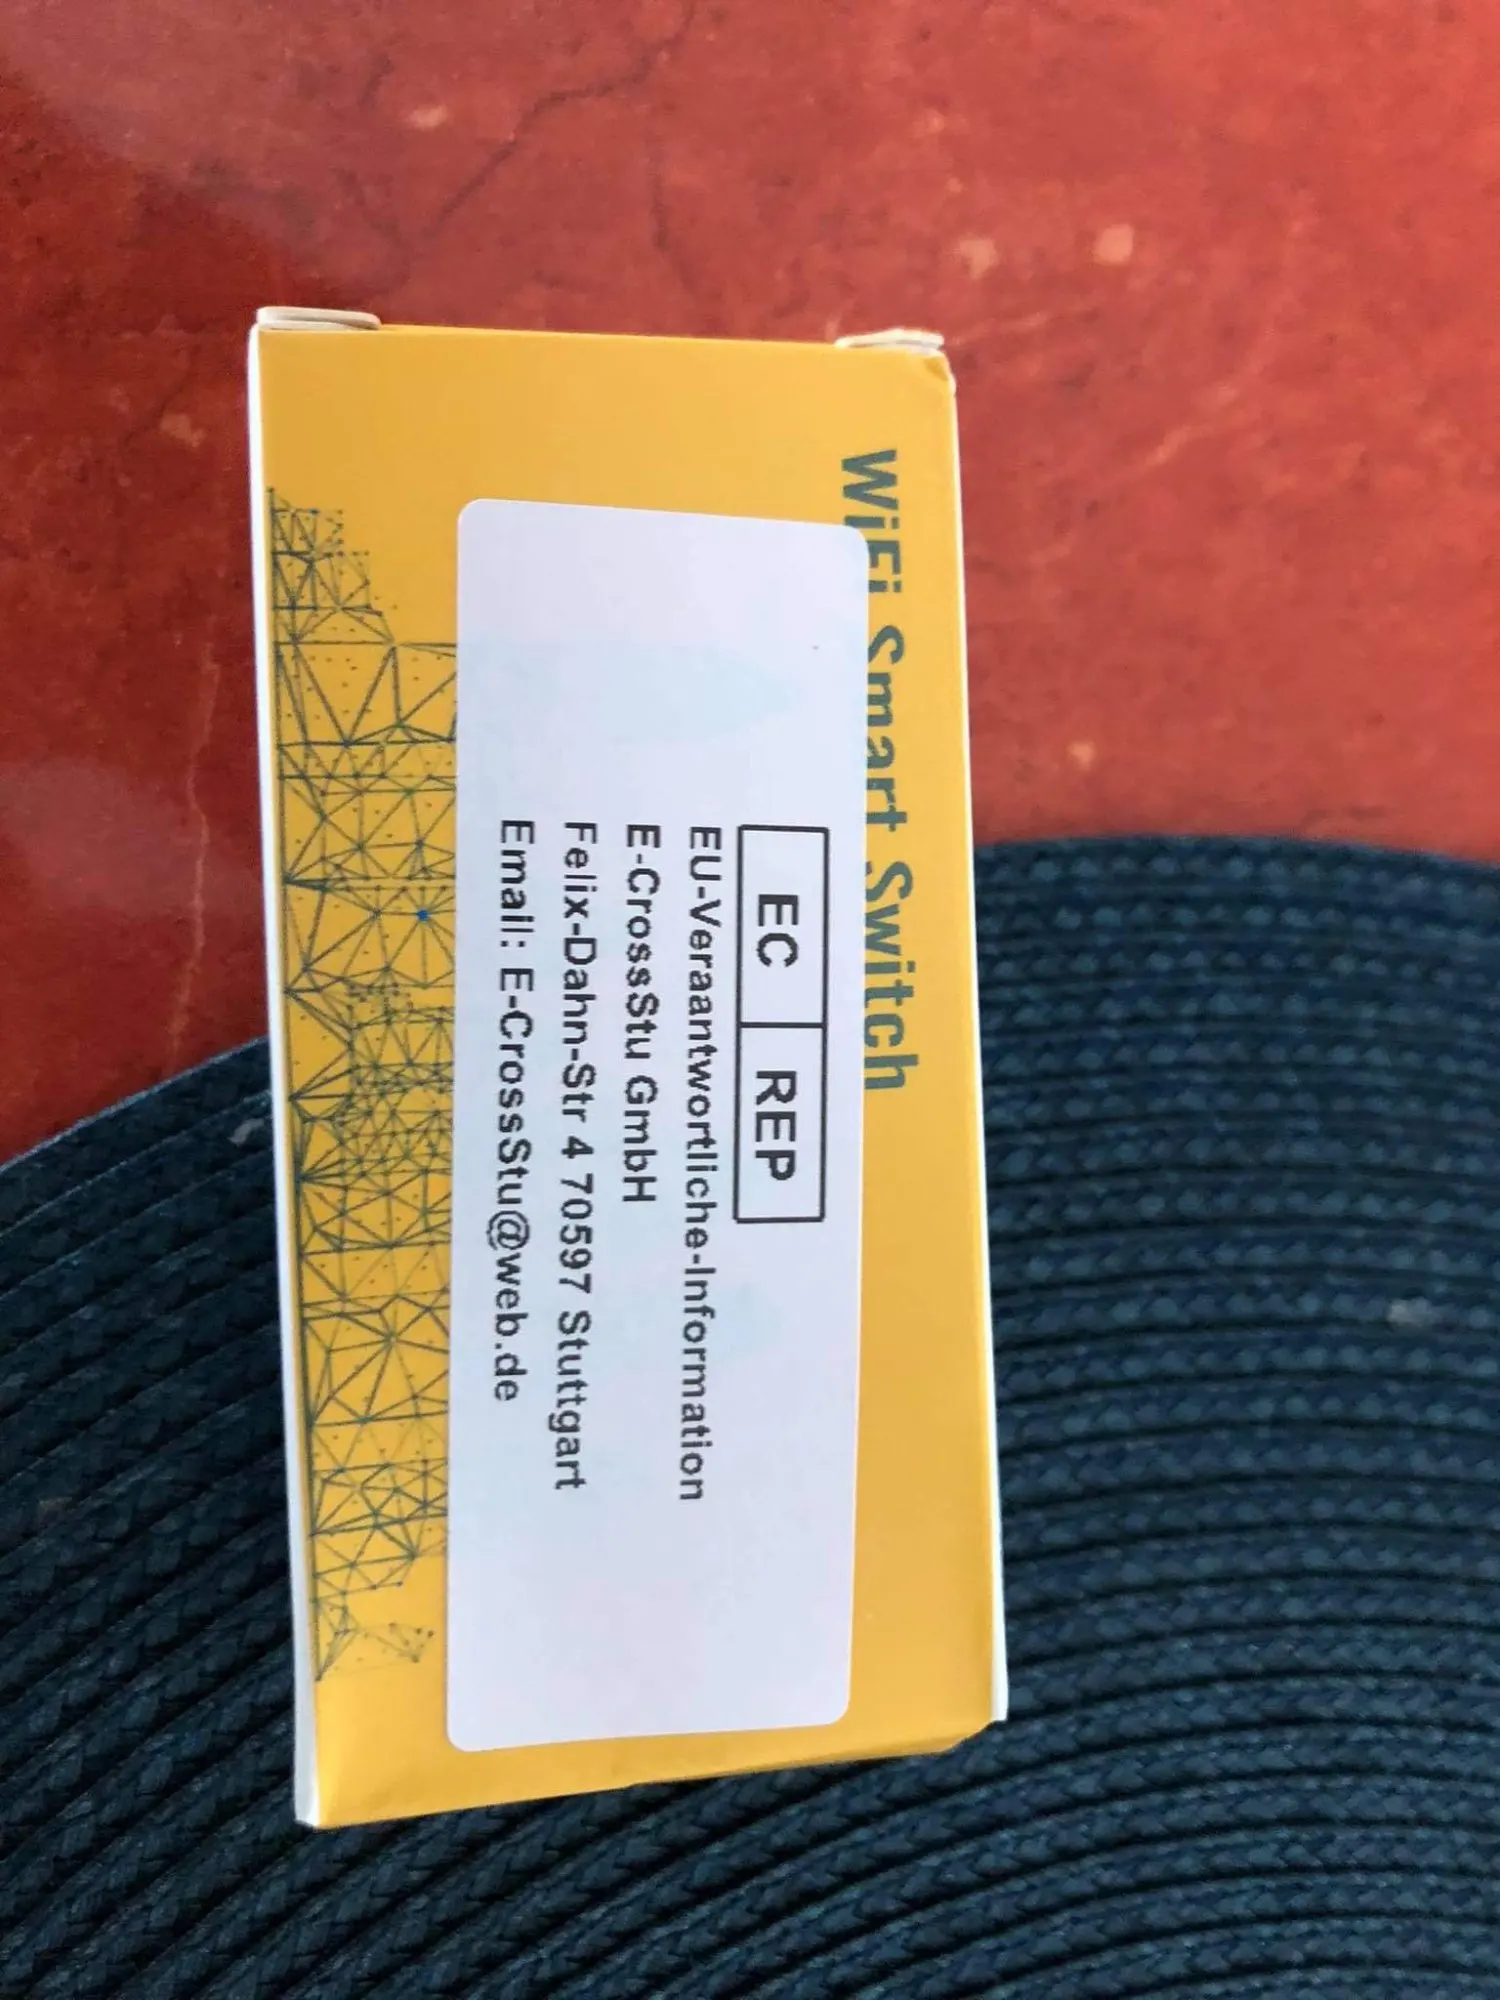 WiFi Smart Switch
EC REP
EU-Veraantwortliche-Information
E-CrossStu GmbH
Felix-Dahn-Str 4 70597 Stuttgart
Email: E-CrossStu@web.de